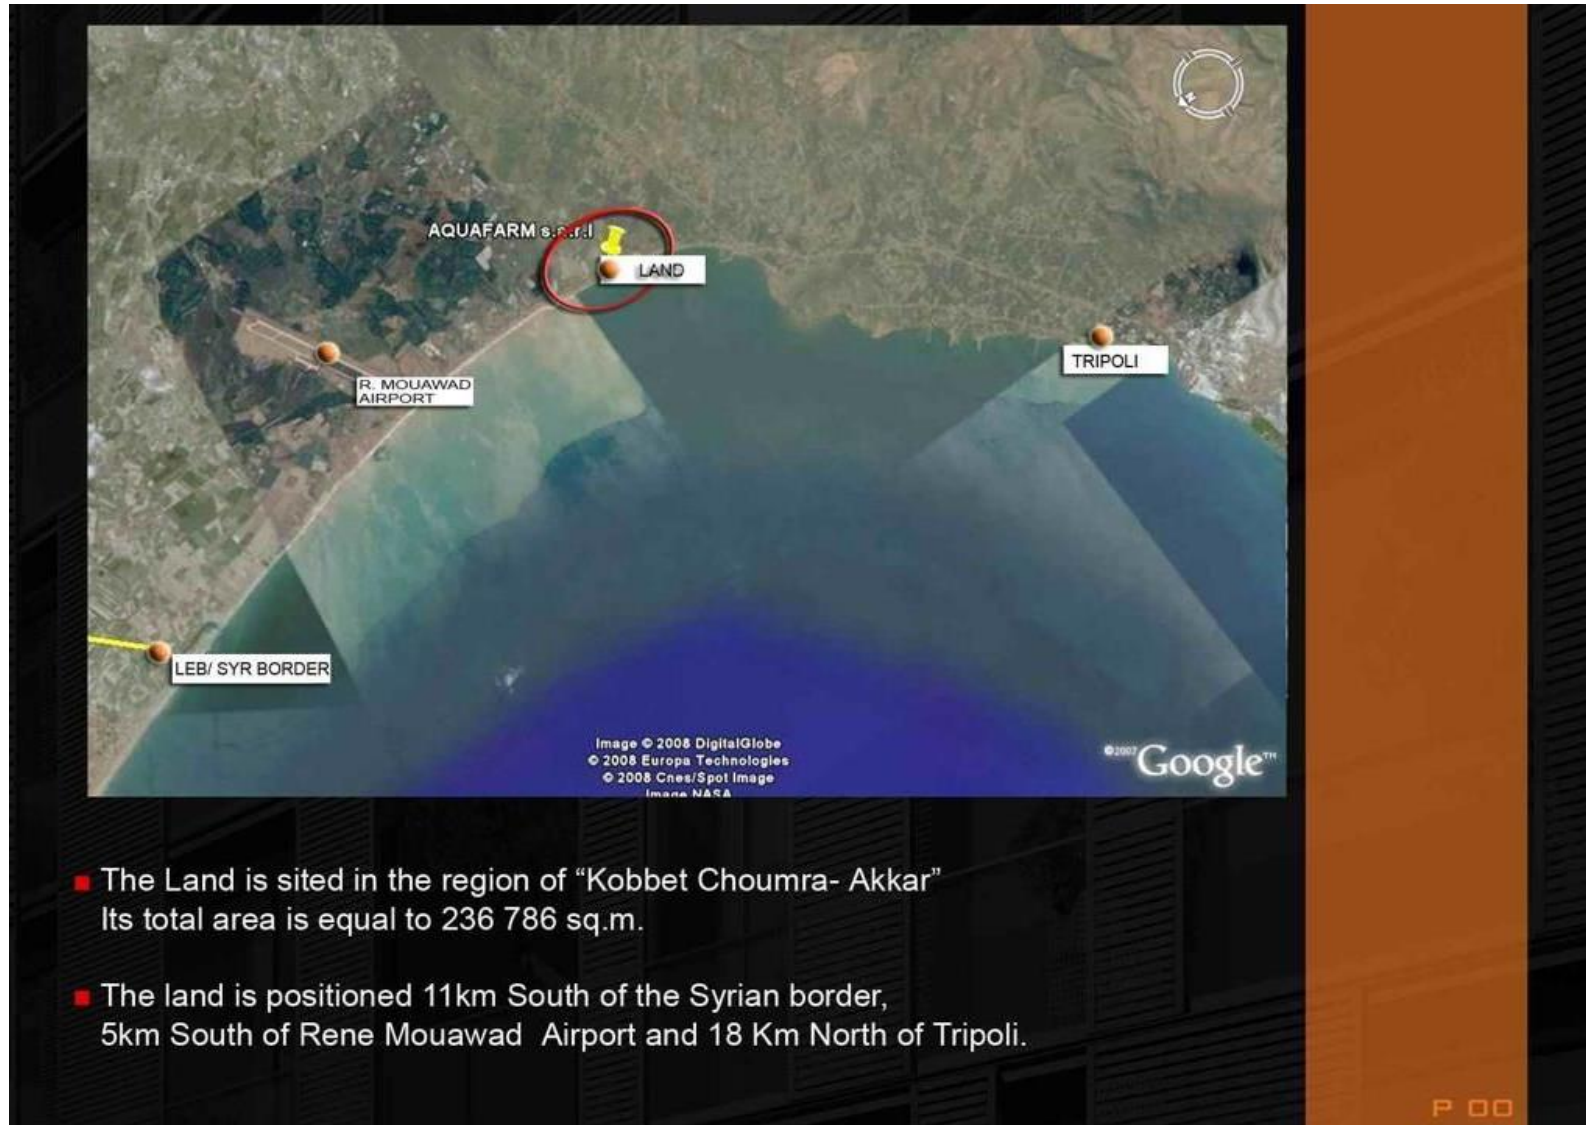 N
AQUAFARM s.a.r.l
LAND
TRIPOLI
R. MOUAWAD
AIRPORT
LEB/ SYR BORDER
Image © 2008 DigitalGlobe
© 2008 Europa Technologies
© 2008 Cnes/Spot Image
Image NASA
©2007 Google™
The Land is sited in the region of “Kobbet Choumra- Akkar”
Its total area is equal to 236 786 sq.m.
The land is positioned 11km South of the Syrian border,
5km South of Rene Mouawad Airport and 18 Km North of Tripoli.
P 00